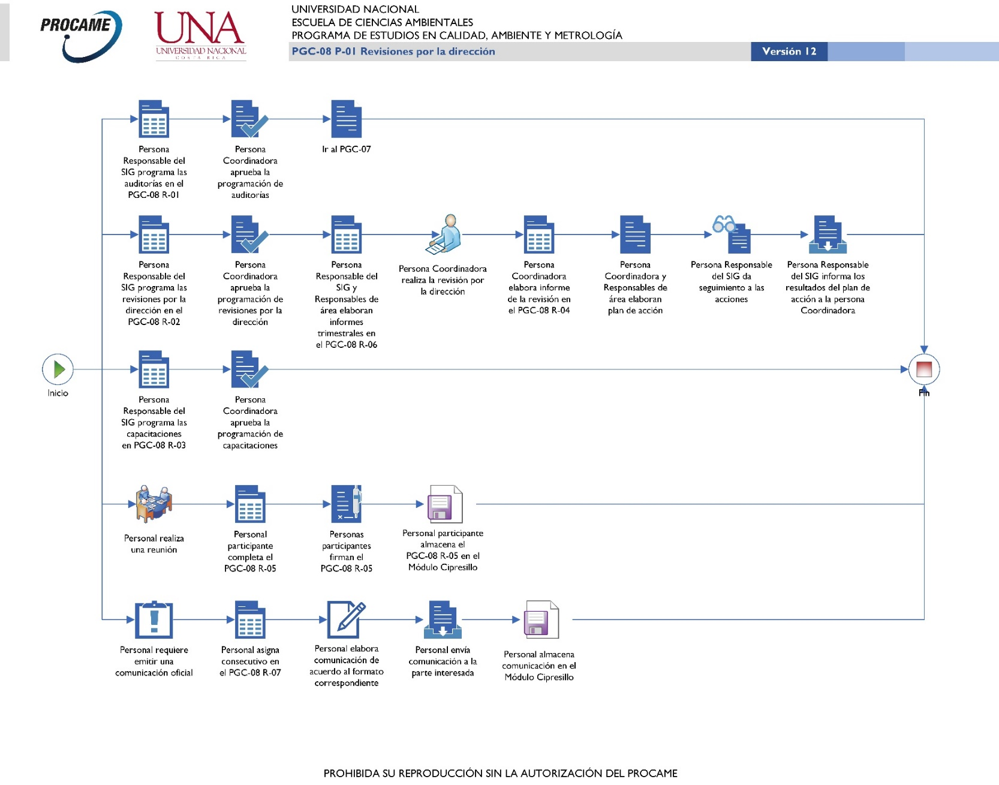 PROCAME
UNA
UNIVERSIDAD NACIONAL
COSTA RICA
UNIVERSIDAD NACIONAL
ESCUELA DE CIENCIAS AMBIENTALES
PROGRAMA DE ESTUDIOS EN CALIDAD, AMBIENTE Y METROLOGÍA
PGC-08 P-01 Revisiones por la dirección
Versión 12
Persona
Responsable del
SIG programa las
auditorías en el
PGC-08 R-01
Persona
Coordinadora
aprueba la
programación de
auditorías
Ir al PGC-07
Persona
Responsable del
SIG programa las
revisiones por la
dirección en el
PGC-08 R-02
Persona
Coordinadora
aprueba la
programación de
revisiones por la
dirección
Persona
Responsable del
SIG y
Responsables de
área elaboran
informes
trimestrales en
el PGC-08 R-06
Persona Coordinadora
realiza la revisión por
la dirección
Persona
Coordinadora
elabora informe
de la revisión en
el PGC-08 R-04
Persona
Coordinadora y
Responsables de
área elaboran
plan de acción
Persona Responsable
del SIG da
seguimiento a las
acciones
Persona Responsable
del SIG informa los
resultados del plan de
acción a la persona
Coordinadora
Inicio
Persona
Responsable del
SIG programa las
capacitaciones
en PGC-08 R-03
Persona
Coordinadora
aprueba la
programación de
capacitaciones
Fin
Personal realiza
una reunión
Personal
participante
completa el
PGC-08 R-05
Personas
participantes
firman el
PGC-08 R-05
Personal participante
almacena el
PGC-08 R-05 en el
Módulo Cipresillo
Personal requiere
emitir una
comunicación oficial
Personal asigna
consecutivo en
el PGC-08 R-07
Personal elabora
comunicación de
acuerdo al formato
correspondiente
Personal envía
comunicación a la
parte interesada
Personal almacena
comunicación en el
Módulo Cipresillo
PROHIBIDA SU REPRODUCCIÓN SIN LA AUTORIZACIÓN DEL PROCAME